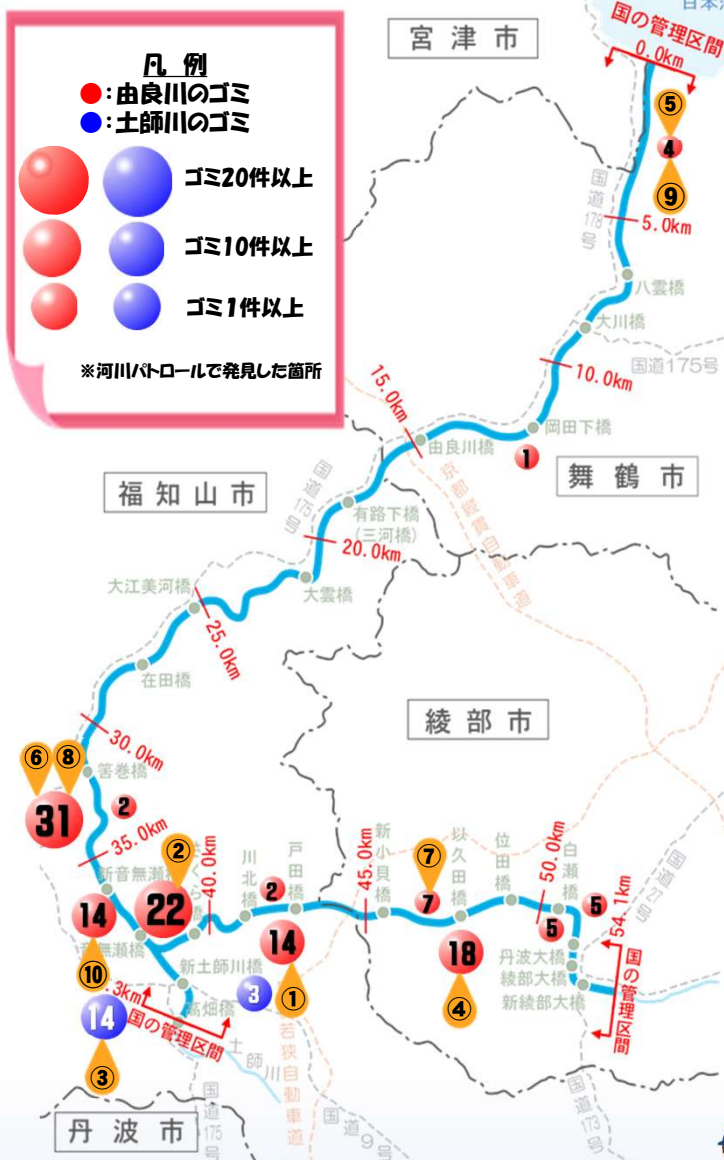 凡例
●:由良川のゴミ
●:土師川のゴミ
ゴミ20件以上
ゴミ10件以上
ゴミ1件以上
※河川パトロールで発見した箇所
宮津市
国の管理区間
0.0km
⑤
4
⑨
国道178号
5.0km
八雲橋
大川橋
国道175号
10.0km
15.0km
岡田下橋
由良川橋
1
舞鶴市
福知山市
国道175号
京都縦貫自動車道
有路下橋
(三河橋)
20.0km
大雲橋
大江美河橋
25.0km
在田橋
綾部市
30.0km
⑥
⑧
筈巻橋
31
2
35.0km
②
新音無瀬
22
40.0km
川北橋
2
戸田橋
45.0km
新小貝橋
⑦
7
以久田橋
位田橋
50.0km
白瀬橋
国道27号
5
5
54.1km
14
音無瀬橋
⑩
新土師川橋
14
①
18
④
丹波大橋
綾部大橋
新綾部大橋
国の管理区間
.3km
国の管理区間
高畑橋
3
14
③
土師川
若狭自動車道
丹波市
国道175号
国道9号
国道173号